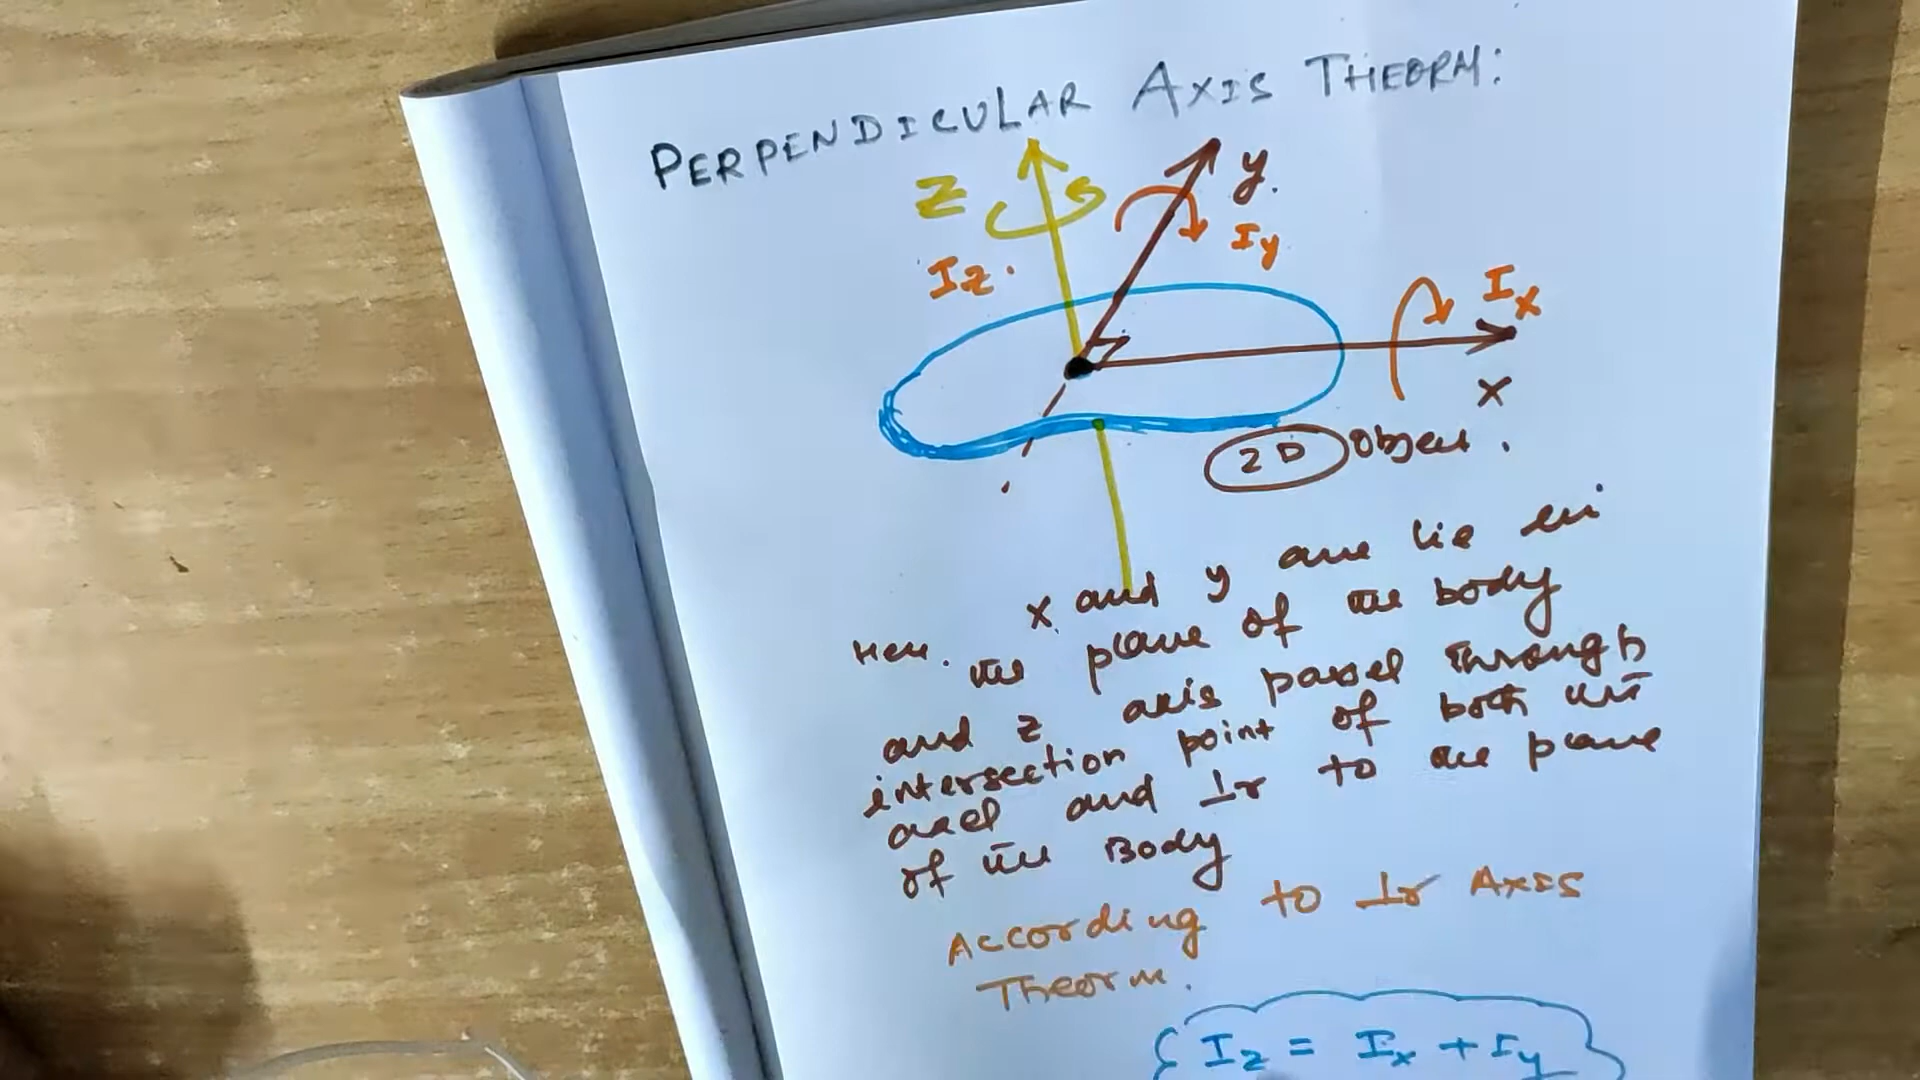 PERPENDICULAR AXIS THEORM:
Z
y.
Iz.
Iy
Ix
x
2D Object.
Here. x and y are lie in
the plane of the body
and z axis passes through
intersection point of both the
axes and ⊥r to the plane
of the Body
According to ⊥r Axis
Theorm.
Iz = Ix + Iy